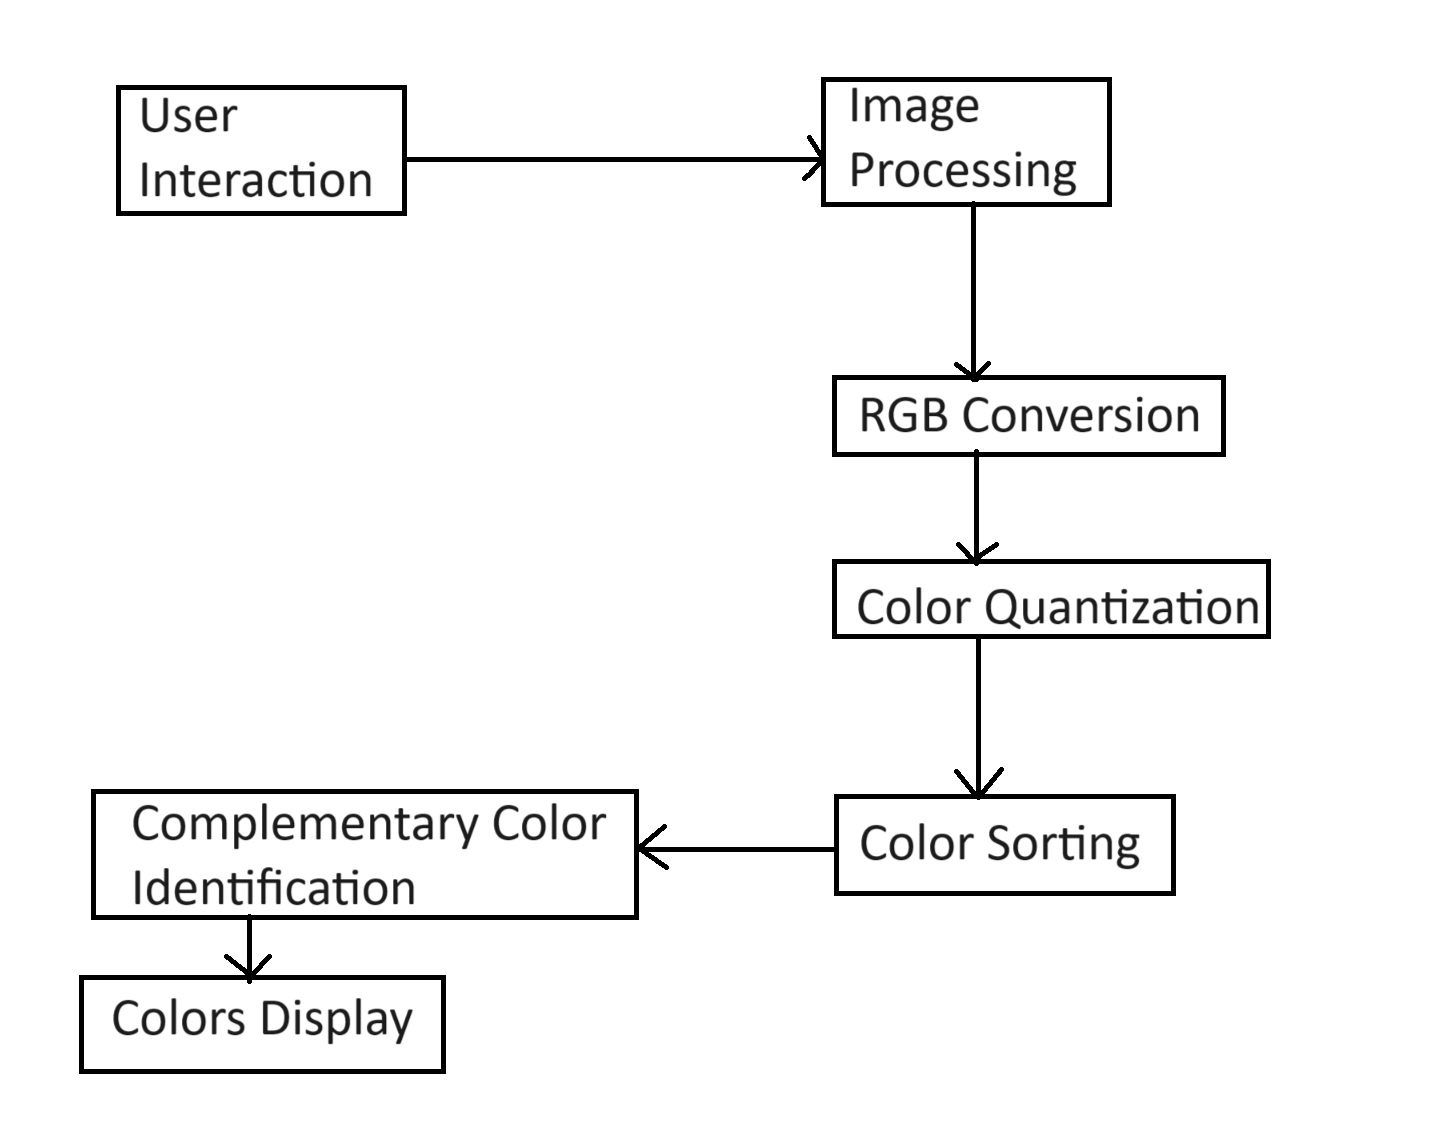 User
Interaction
Image
Processing
RGB Conversion
Color Quantization
Color Sorting
Complementary Color
Identification
Colors Display